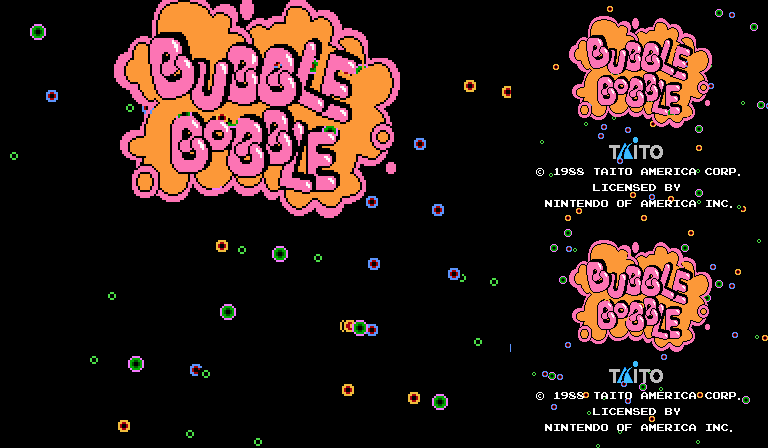 BUBBLE
BOBBLE
BUBBLE
BOBBLE
TAITO
© 1988 TAITO AMERICA CORP.
LICENSED BY
NINTENDO OF AMERICA INC.
BUBBLE
BOBBLE
TAITO
© 1988 TAITO AMERICA CORP.
LICENSED BY
NINTENDO OF AMERICA INC.